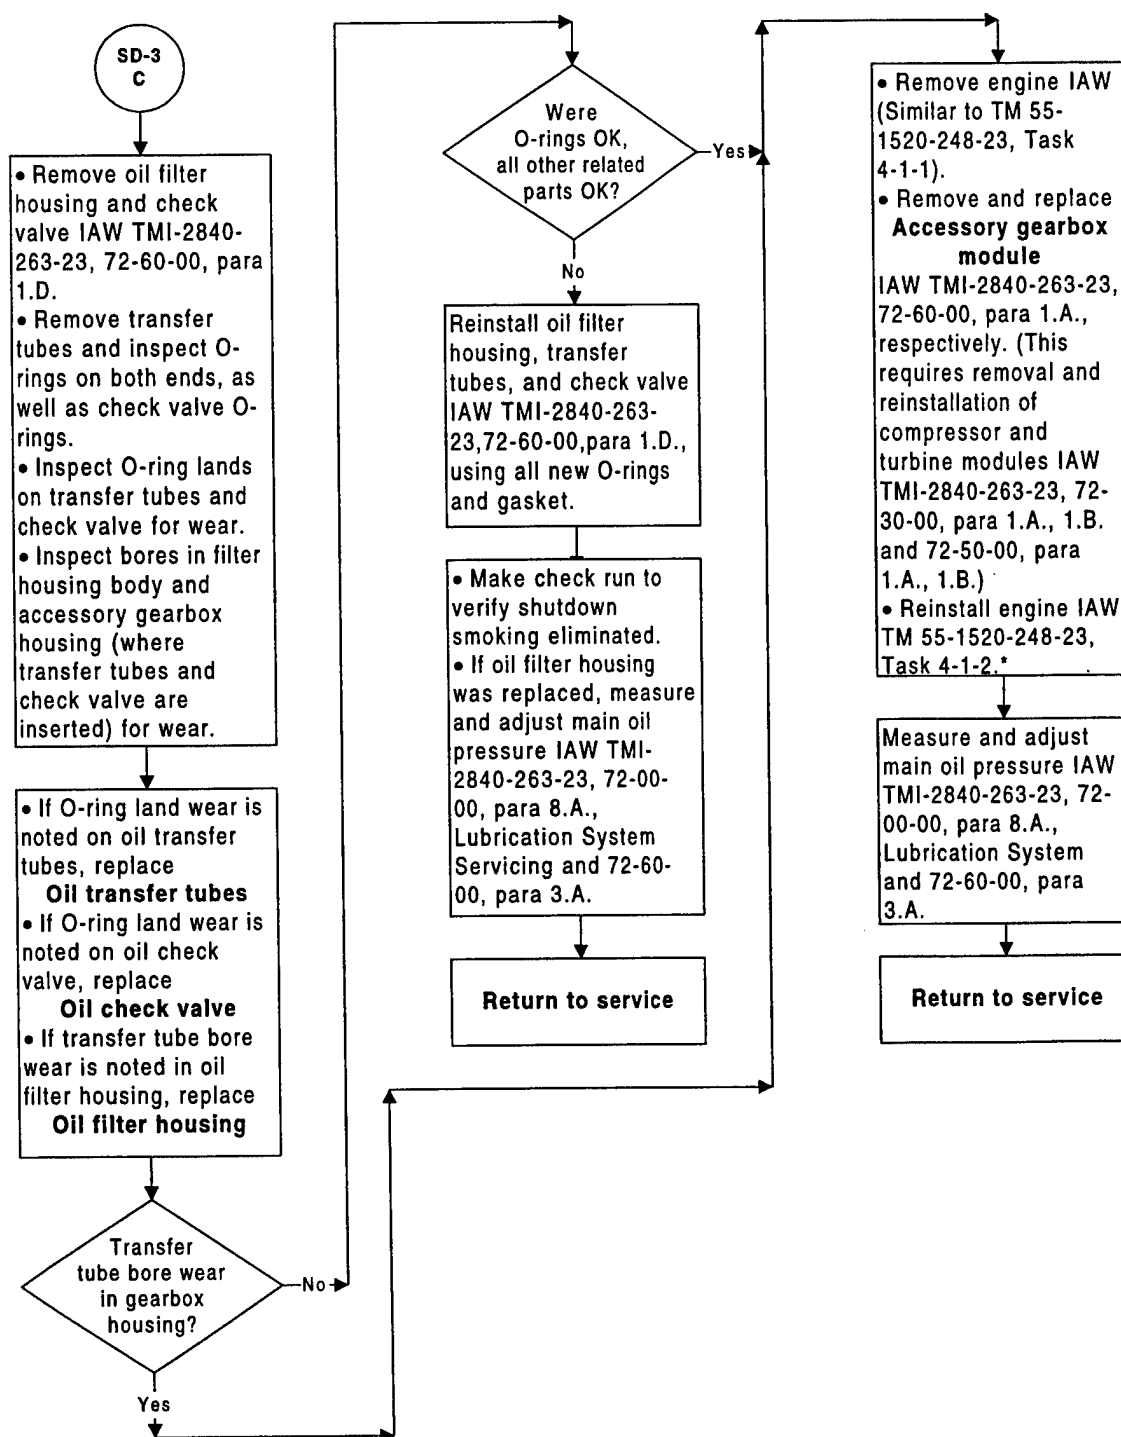 SD-3
C
• Remove oil filter
housing and check
valve IAW TMI-2840-
263-23, 72-60-00, para
1.D.
• Remove transfer
tubes and inspect O-
rings on both ends, as
well as check valve O-
rings.
• Inspect O-ring lands
on transfer tubes and
check valve for wear.
• Inspect bores in filter
housing body and
accessory gearbox
housing (where
transfer tubes and
check valve are
inserted) for wear.
• If O-ring land wear is
noted on oil transfer
tubes, replace
Oil transfer tubes
• If O-ring land wear is
noted on oil check
valve, replace
Oil check valve
• If transfer tube bore
wear is noted in oil
filter housing, replace
Oil filter housing
Transfer
tube bore wear
in gearbox
housing?
No
Yes
Were
O-rings OK,
all other related
parts OK?
Yes
No
Reinstall oil filter
housing, transfer
tubes, and check valve
IAW TMI-2840-263-
23,72-60-00,para 1.D.,
using all new O-rings
and gasket.
• Make check run to
verify shutdown
smoking eliminated.
• If oil filter housing
was replaced, measure
and adjust main oil
pressure IAW TMI-
2840-263-23, 72-00-
00, para 8.A.,
Lubrication System
Servicing and 72-60-
00, para 3.A.
Return to service
• Remove engine IAW
(Similar to TM 55-
1520-248-23, Task
4-1-1).
• Remove and replace
Accessory gearbox
module
IAW TMI-2840-263-23,
72-60-00, para 1.A.,
respectively. (This
requires removal and
reinstallation of
compressor and
turbine modules IAW
TMI-2840-263-23, 72-
30-00, para 1.A., 1.B.
and 72-50-00, para
1.A., 1.B.)
• Reinstall engine IAW
TM 55-1520-248-23,
Task 4-1-2.*
Measure and adjust
main oil pressure IAW
TMI-2840-263-23, 72-
00-00, para 8.A.,
Lubrication System
and 72-60-00, para
3.A.
Return to service